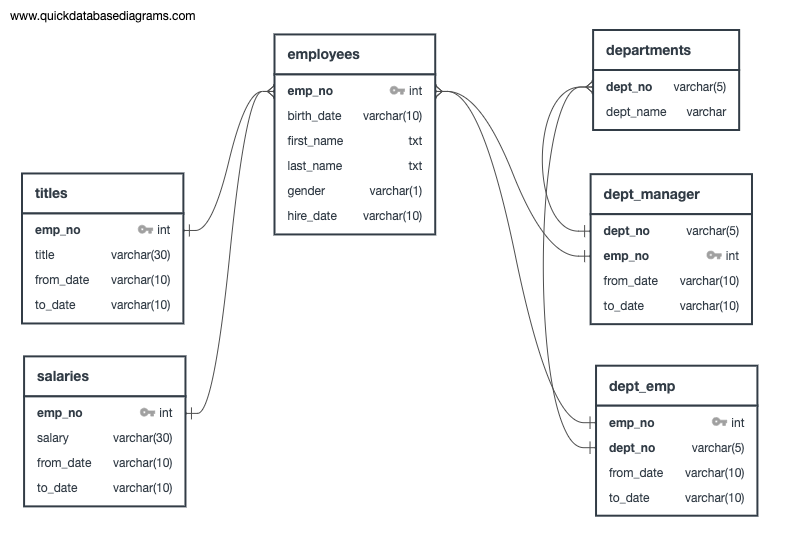 www.quickdatabasediagrams.com
employees
emp_no int
birth_date varchar(10)
first_name txt
last_name txt
gender varchar(1)
hire_date varchar(10)
departments
dept_no varchar(5)
dept_name varchar
titles
emp_no int
title varchar(30)
from_date varchar(10)
to_date varchar(10)
dept_manager
dept_no varchar(5)
emp_no int
from_date varchar(10)
to_date varchar(10)
salaries
emp_no int
salary varchar(30)
from_date varchar(10)
to_date varchar(10)
dept_emp
emp_no int
dept_no varchar(5)
from_date varchar(10)
to_date varchar(10)